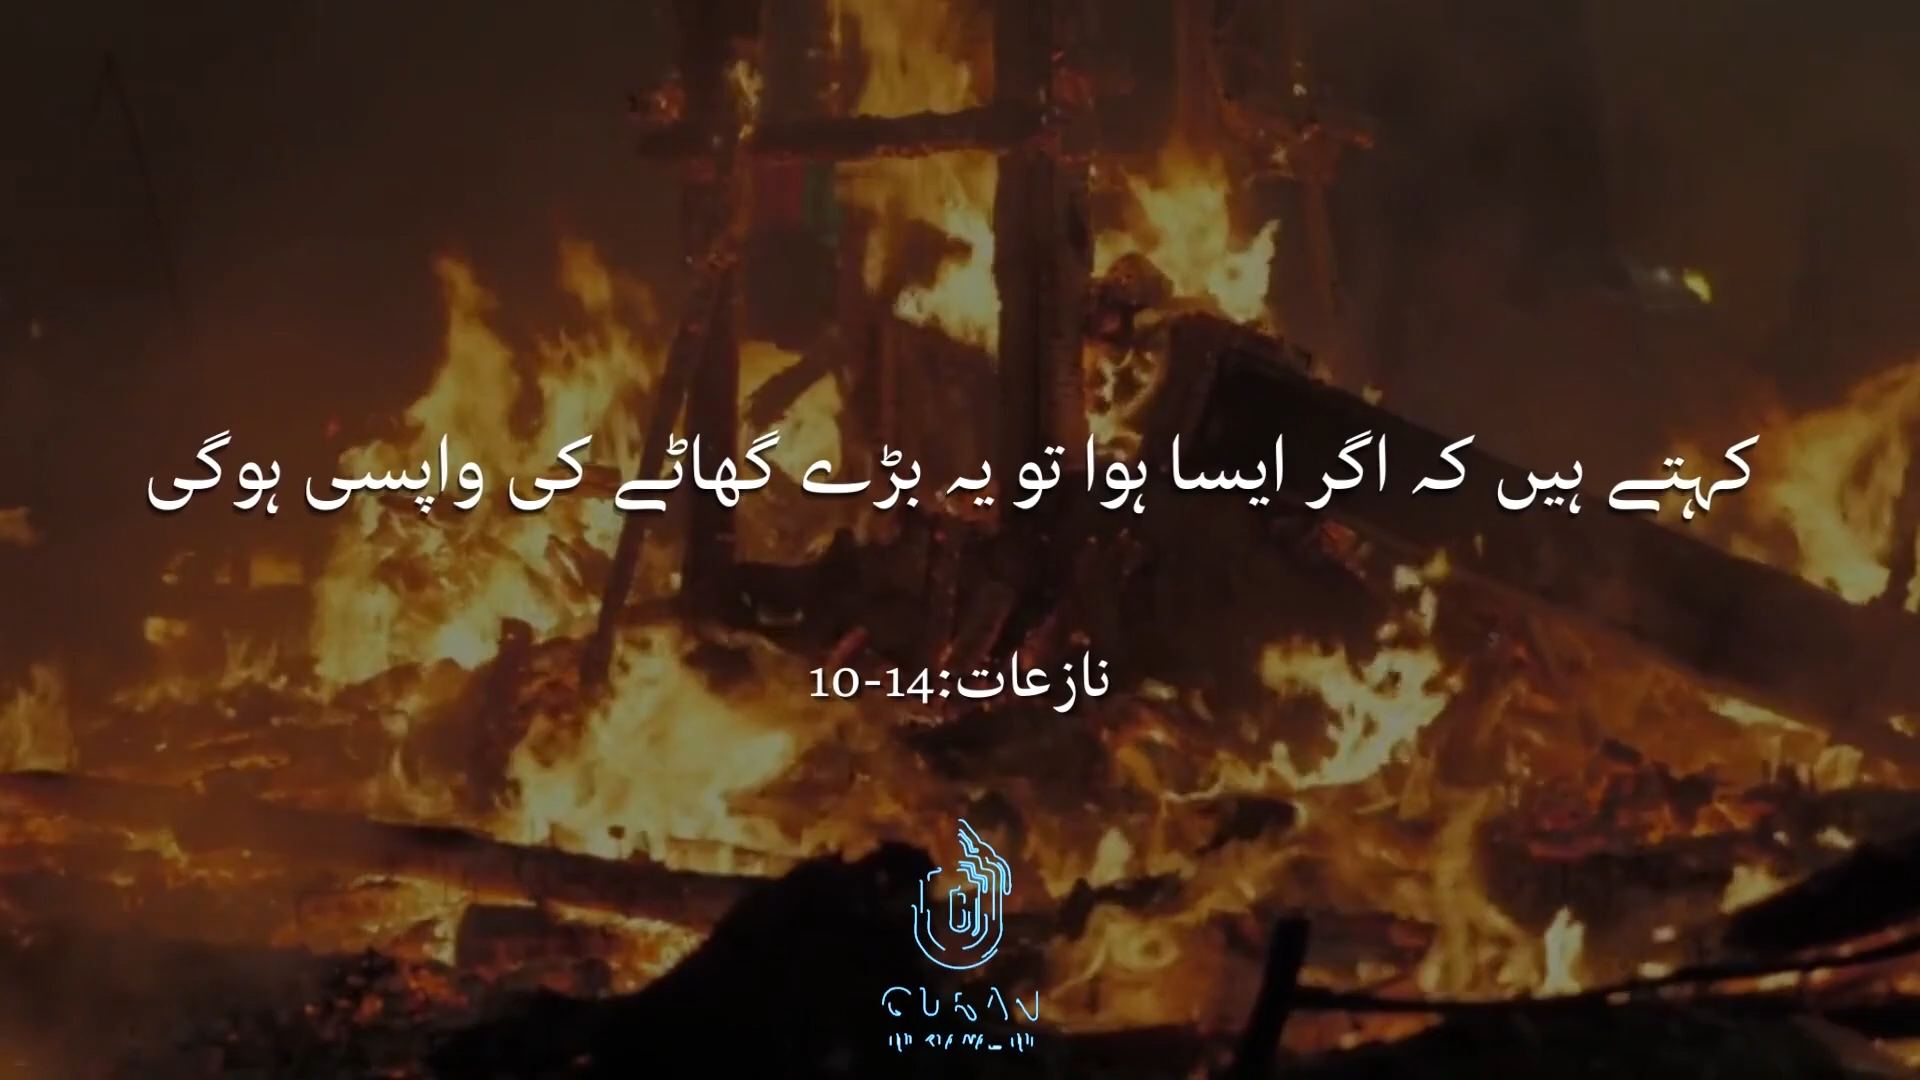 کہتے ہیں کہ اگر ایسا ہوا تو یہ بڑے گھاٹے کی واپسی ہوگی
نازعات:14-10